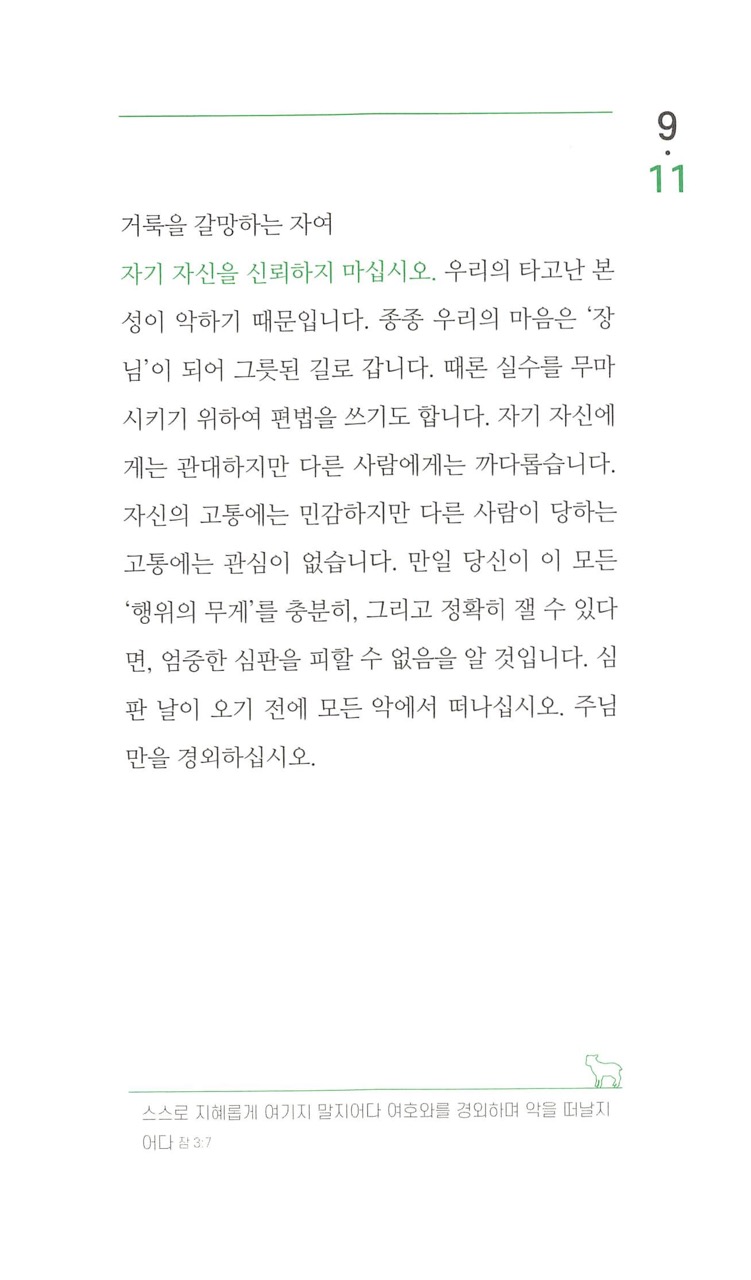 9
·
11
거룩을 갈망하는 자여
자기 자신을 신뢰하지 마십시오. 우리의 타고난 본
성이 악하기 때문입니다. 종종 우리의 마음은 ‘장
님’이 되어 그릇된 길로 갑니다. 때론 실수를 무마
시키기 위하여 편법을 쓰기도 합니다. 자기 자신에
게는 관대하지만 다른 사람에게는 까다롭습니다.
자신의 고통에는 민감하지만 다른 사람이 당하는
고통에는 관심이 없습니다. 만일 당신이 이 모든
‘행위의 무게’를 충분히, 그리고 정확히 잴 수 있다
면, 엄중한 심판을 피할 수 없음을 알 것입니다. 심
판 날이 오기 전에 모든 악에서 떠나십시오. 주님
만을 경외하십시오.
스스로 지혜롭게 여기지 말지어다 여호와를 경외하며 악을 떠날지
어다 잠 3:7